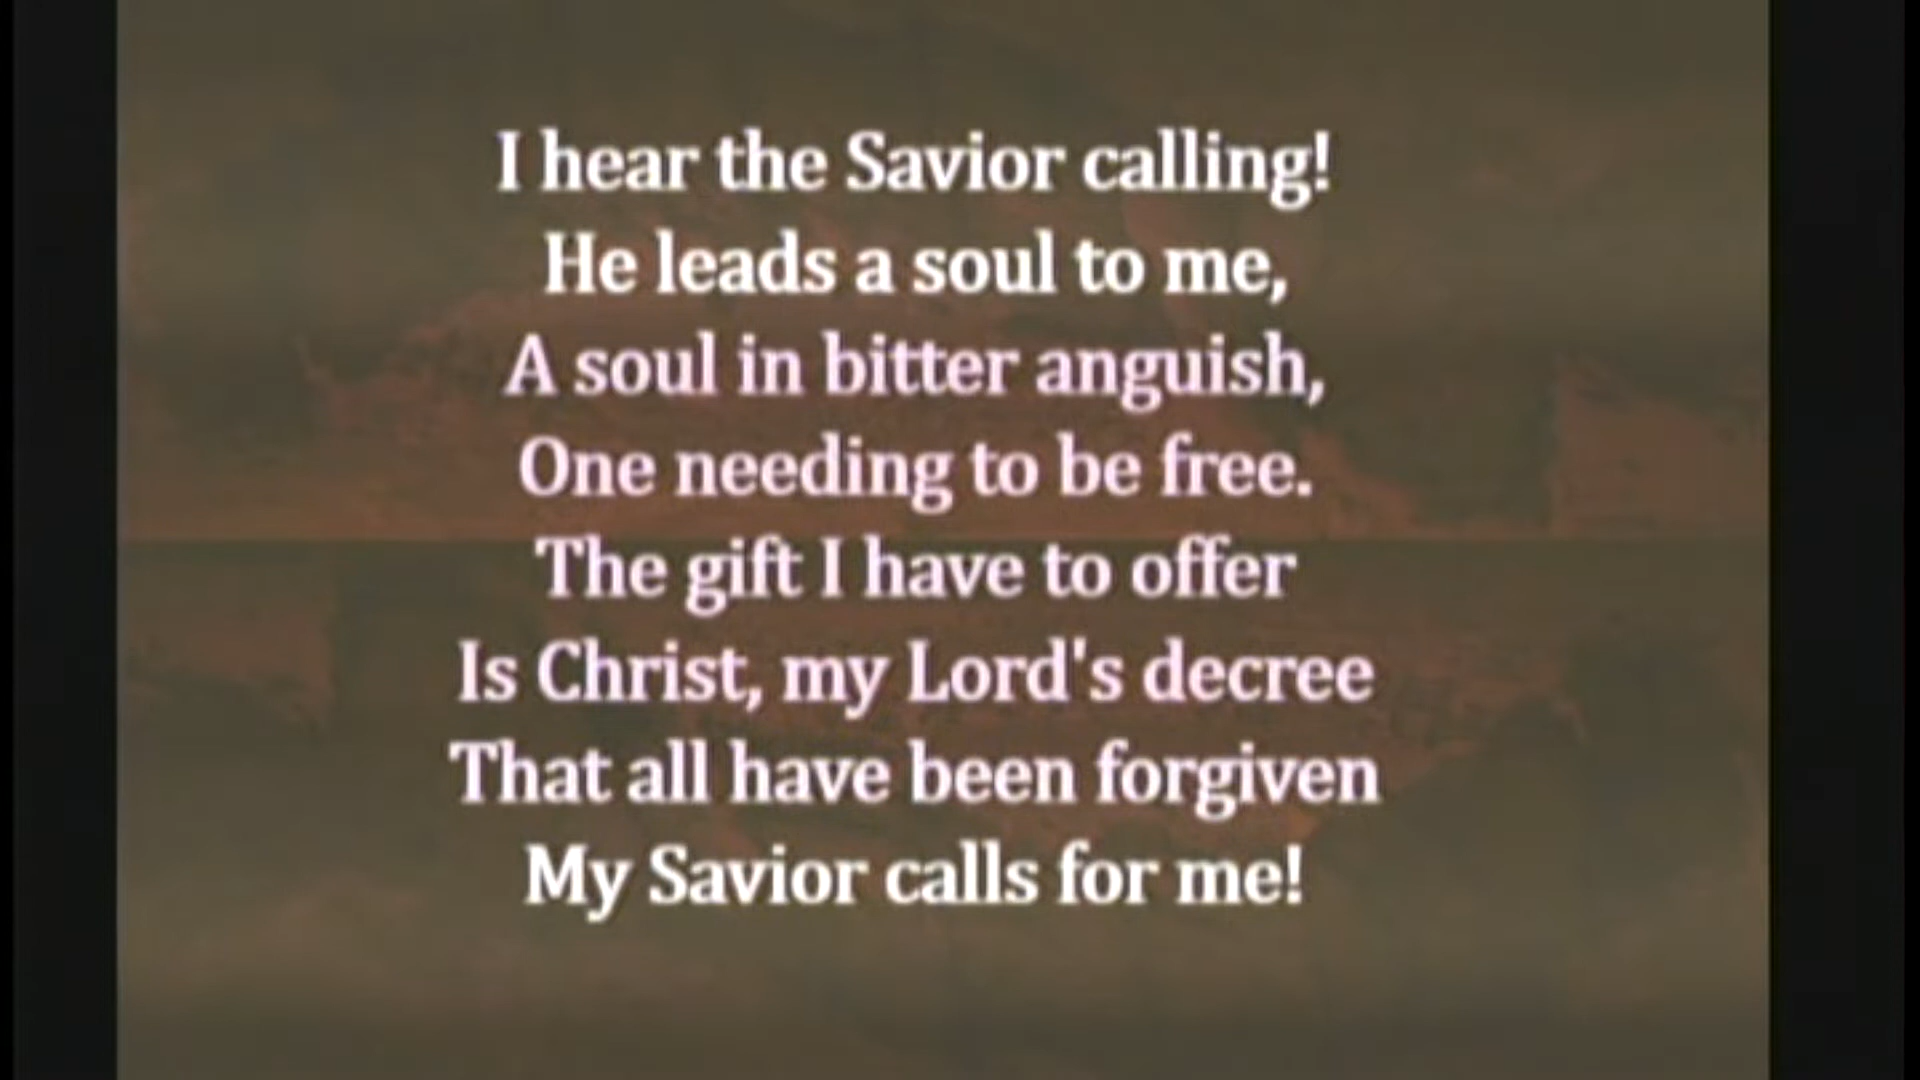 I hear the Savior calling!
He leads a soul to me,
A soul in bitter anguish,
One needing to be free.
The gift I have to offer
Is Christ, my Lord's decree
That all have been forgiven
My Savior calls for me!